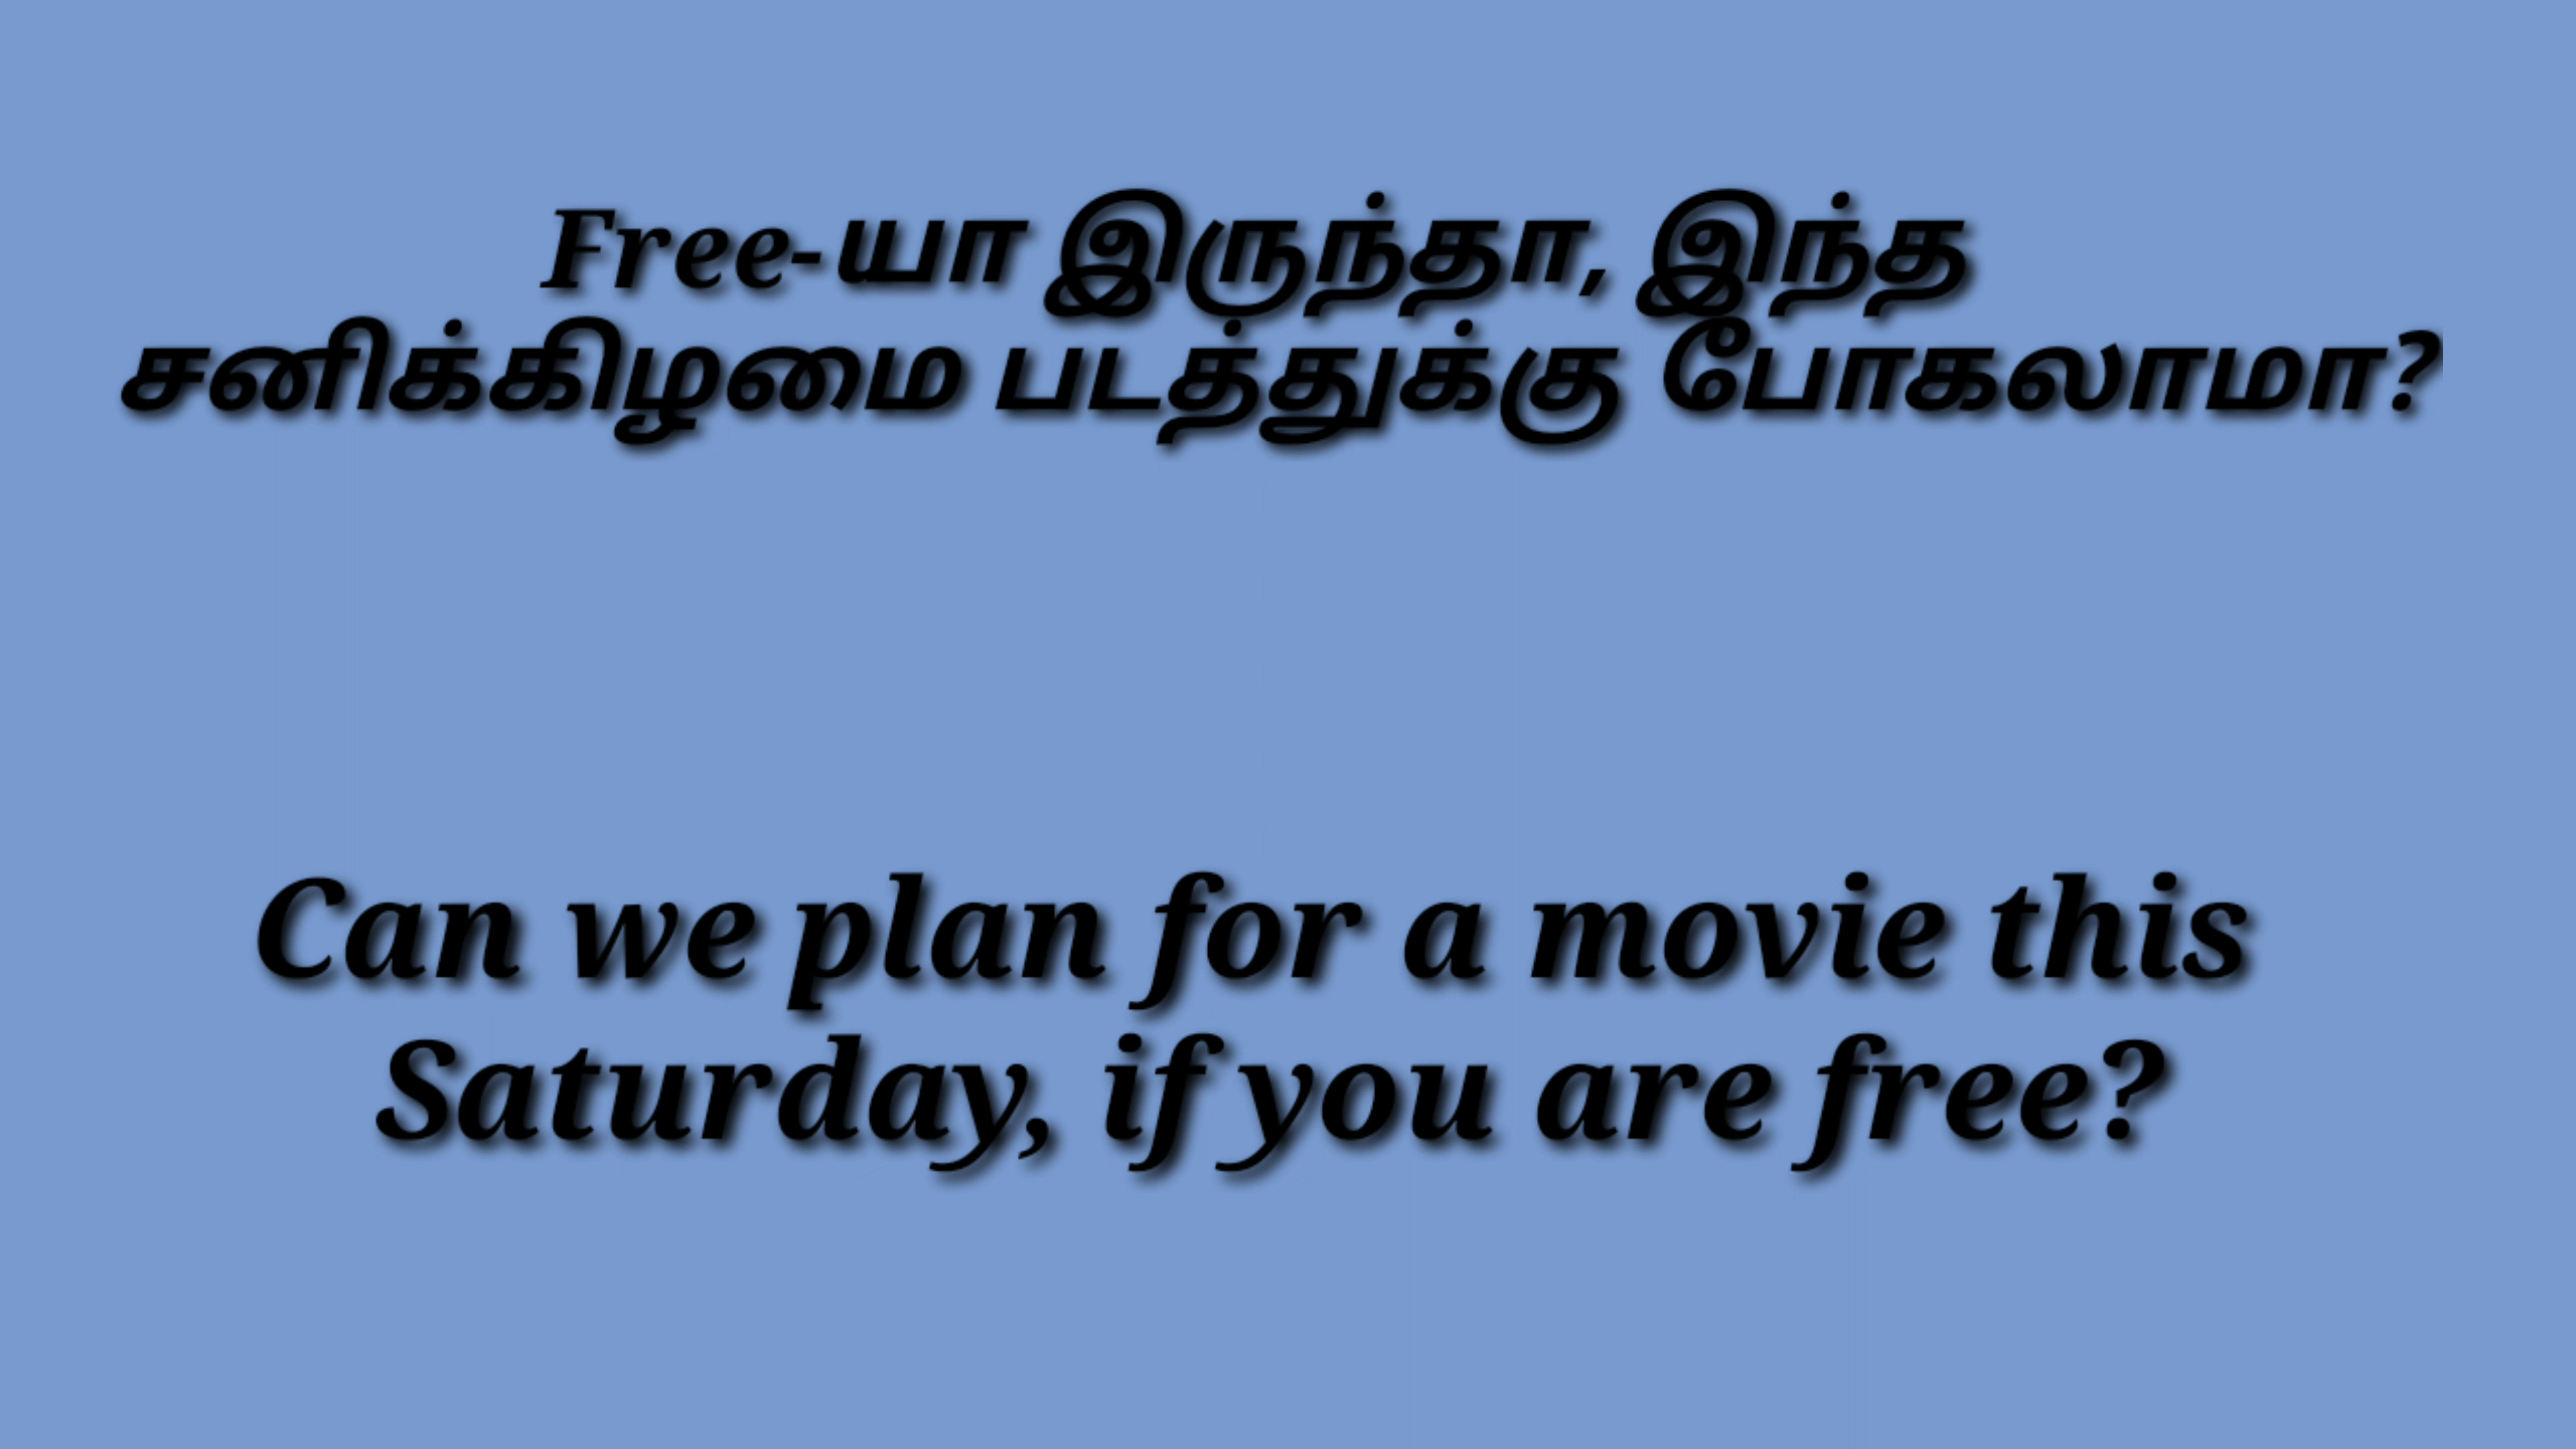 Free-யா இருந்தா, இந்த
சனிக்கிழமை படத்துக்கு போகலாமா?
Can we plan for a movie this
Saturday, if you are free?